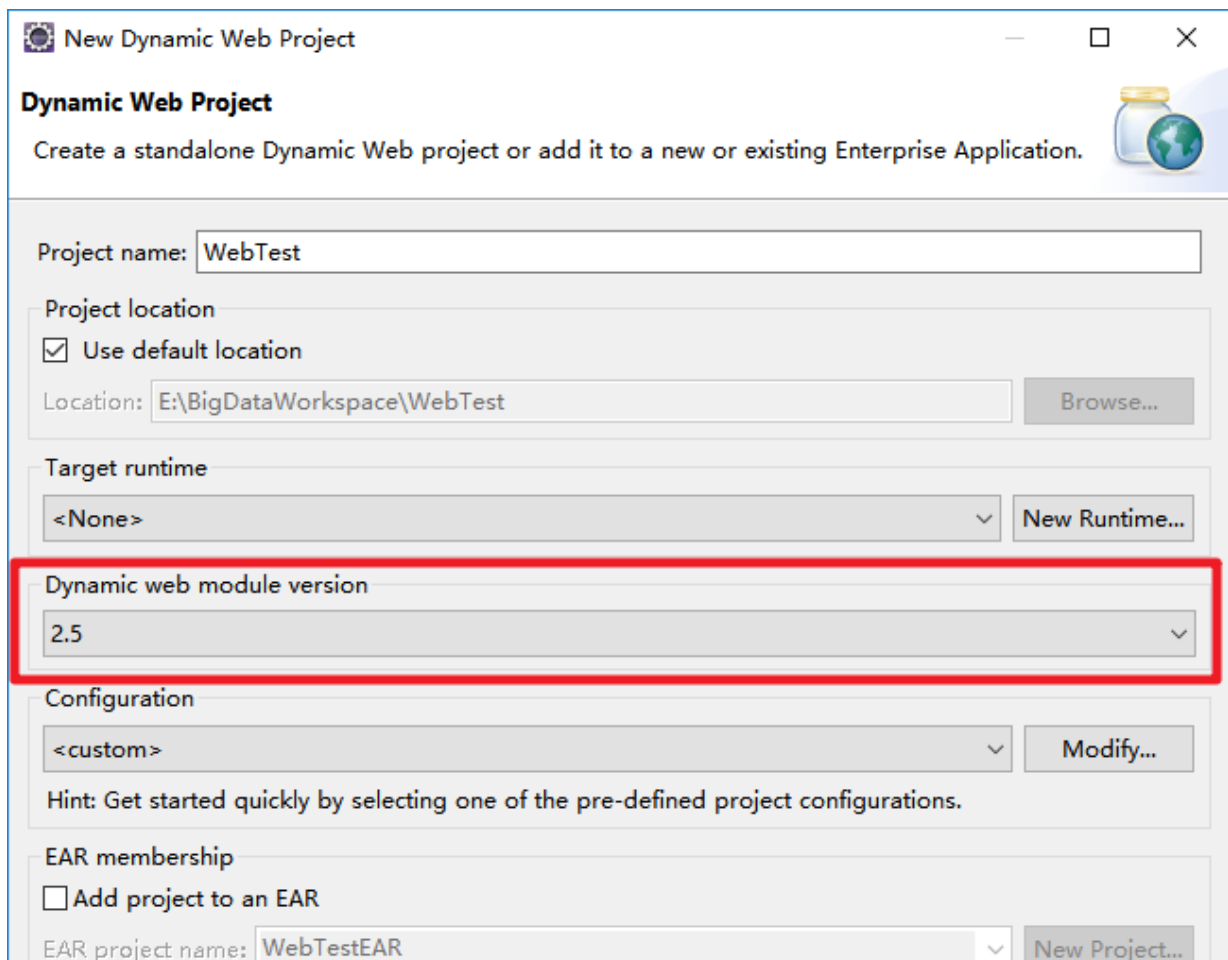 New Dynamic Web Project
Dynamic Web Project
Create a standalone Dynamic Web project or add it to a new or existing Enterprise Application.
Project name: WebTest
Project location
Use default location
Location: E:\BigDataWorkspace\WebTest Browse...
Target runtime
<None> New Runtime...
Dynamic web module version
2.5
Configuration
<custom> Modify...
Hint: Get started quickly by selecting one of the pre-defined project configurations.
EAR membership
Add project to an EAR
EAR project name: WebTestEAR New Project...